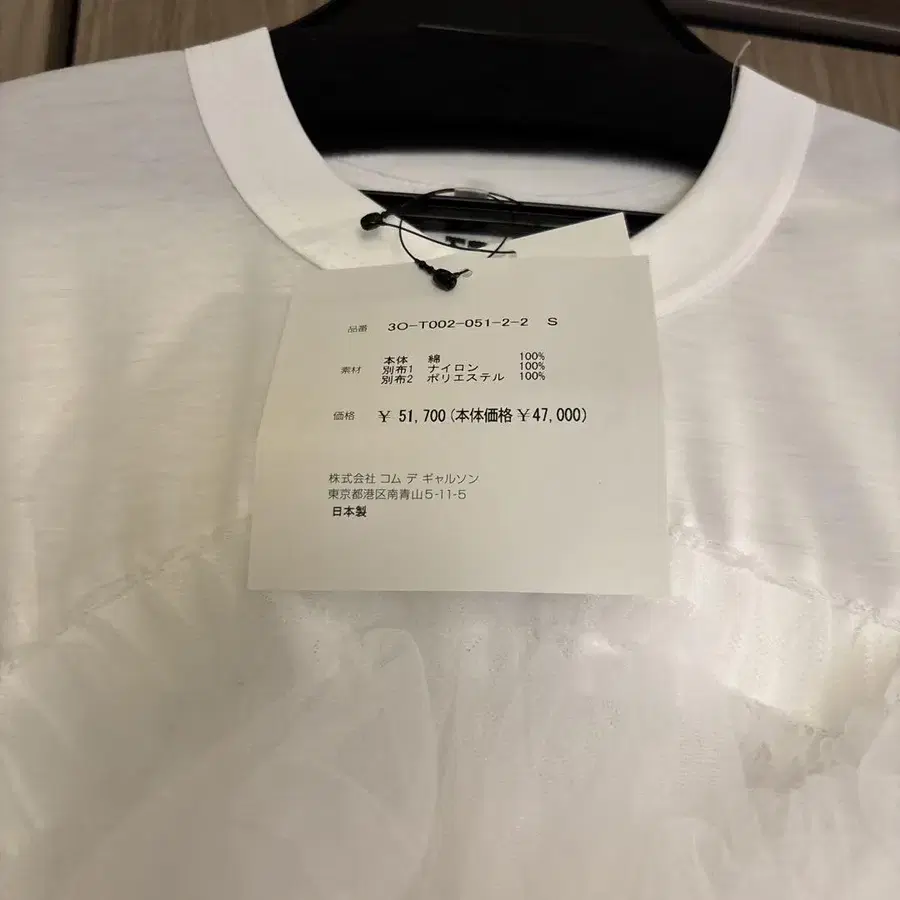 品番 3O-T002-051-2-2 S
本体 綿 100%
素材 別布1 ナイロン 100%
別布2 ポリエステル 100%
価格 ¥ 51,700(本体価格¥47,000)
株式会社 コム デ ギャルソン
東京都港区南青山5-11-5
日本製